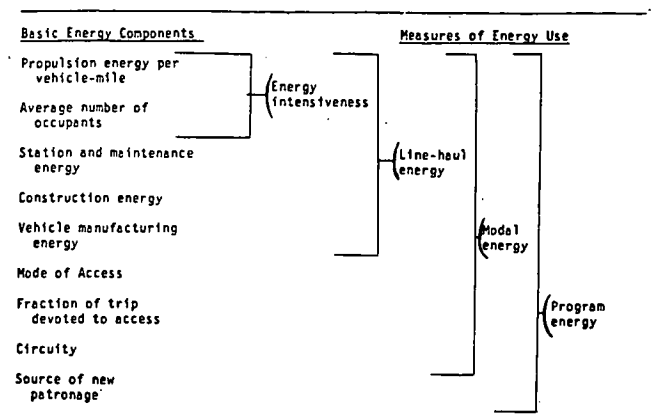 Basic Energy Components
Measures of Energy Use
Propulsion energy per
vehicle-mile
Average number of
occupants
Energy
intensiveness
Station and maintenance
energy
Line-haul
energy
Construction energy
Vehicle manufacturing
energy
Modal
energy
Mode of Access
Fraction of trip
devoted to access
Program
energy
Circuity
Source of new
patronage